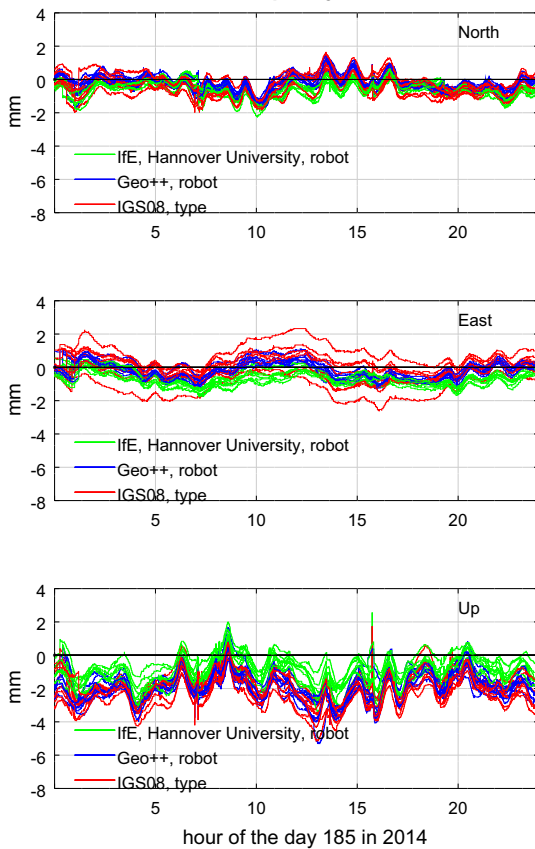 4
2
0
-2
-4
-6
-8
mm
North
IfE, Hannover University, robot
Geo++, robot
IGS08, type
5 10 15 20
4
2
0
-2
-4
-6
-8
mm
East
IfE, Hannover University, robot
Geo++, robot
IGS08, type
5 10 15 20
4
2
0
-2
-4
-6
-8
mm
Up
IfE, Hannover University, robot
Geo++, robot
IGS08, type
5 10 15 20
hour of the day 185 in 2014